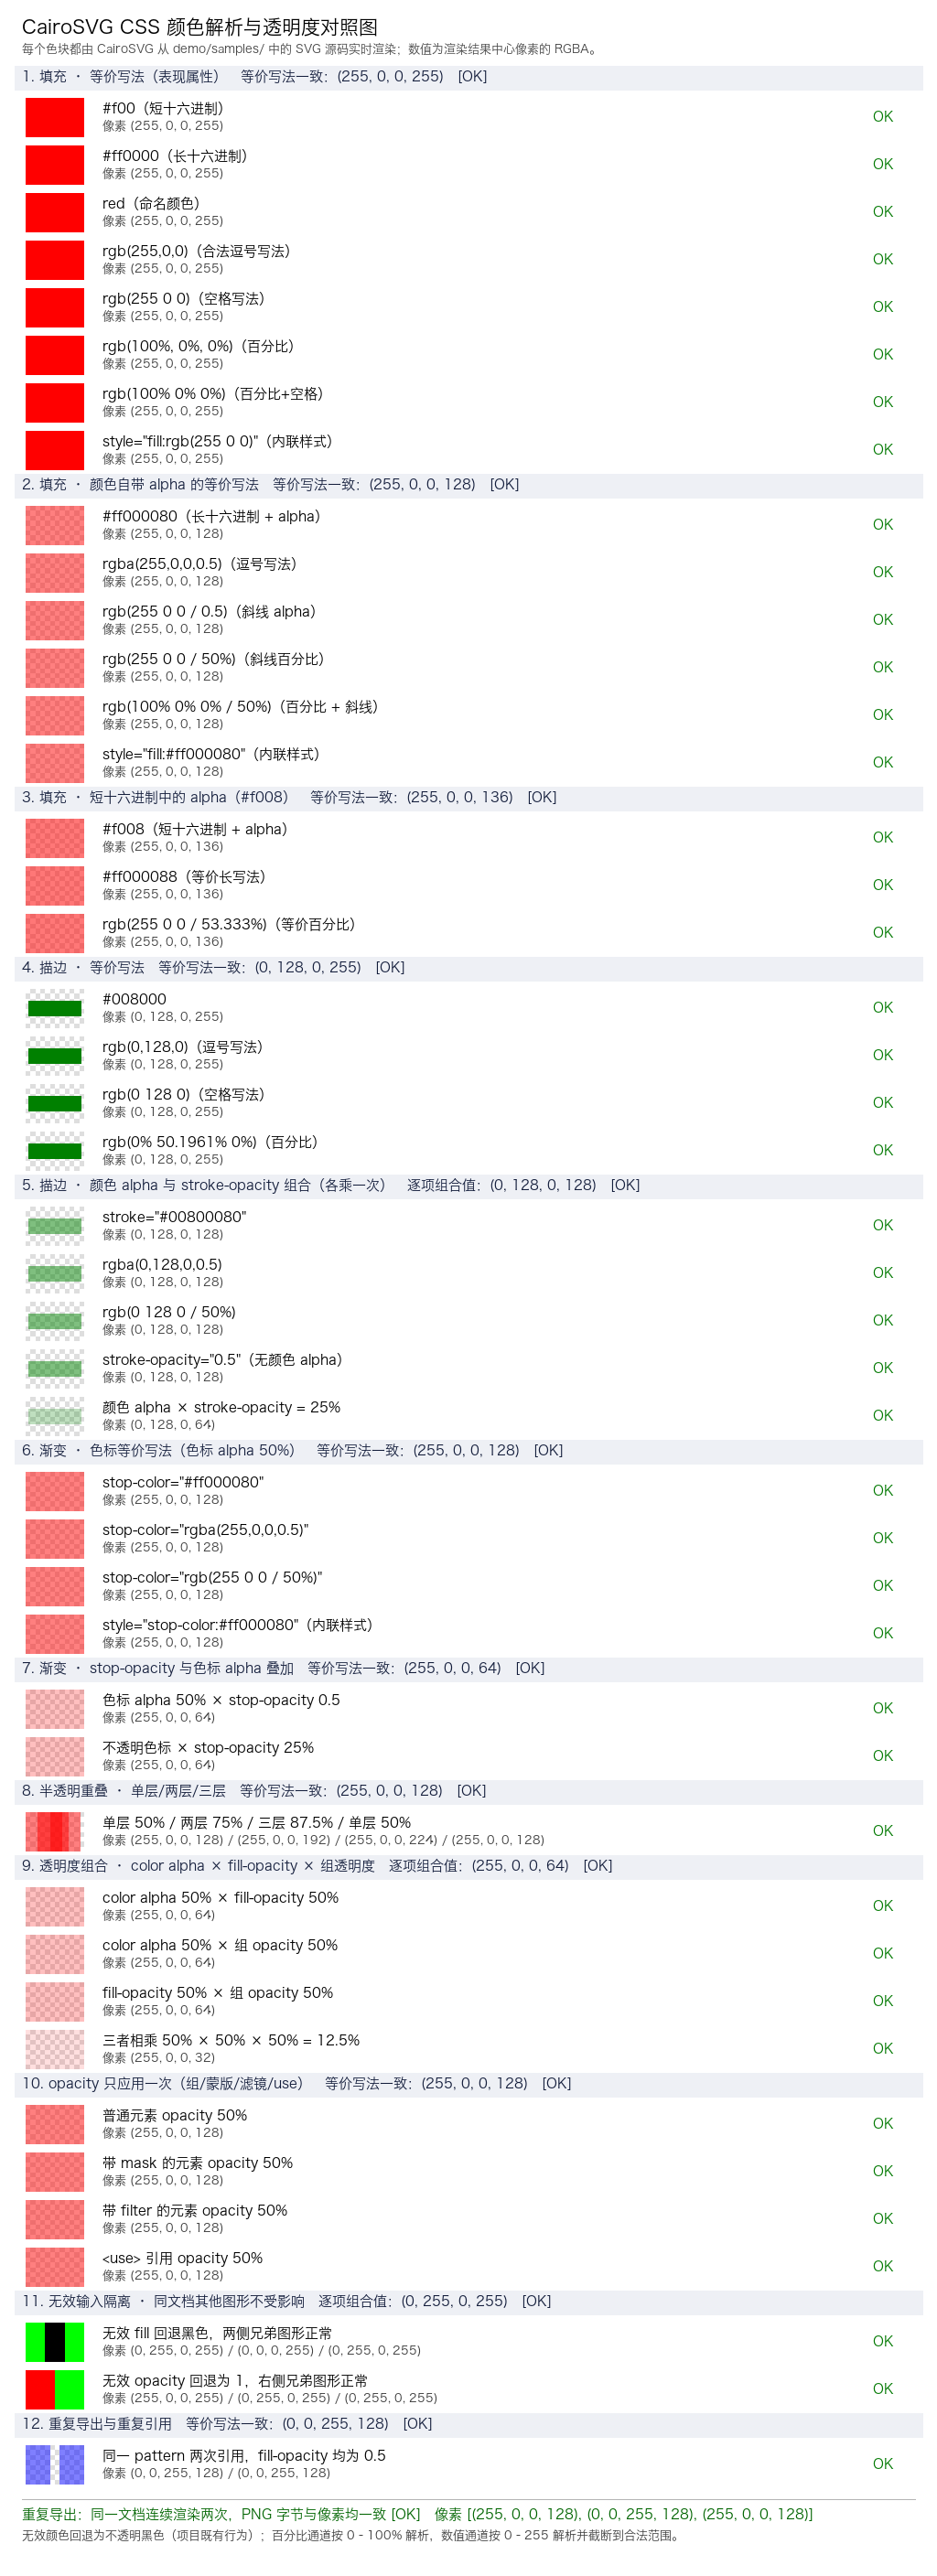 CairoSVG CSS 颜色解析与透明度对照图
每个色块都由 CairoSVG 从 demo/samples/ 中的 SVG 源码实时渲染；数值为渲染结果中心像素的 RGBA。
1. 填充 · 等价写法（表现属性） 等价写法一致：(255, 0, 0, 255) [OK]
#f00（短十六进制）
像素 (255, 0, 0, 255)
OK
#ff0000（长十六进制）
像素 (255, 0, 0, 255)
OK
red（命名颜色）
像素 (255, 0, 0, 255)
OK
rgb(255,0,0)（合法逗号写法）
像素 (255, 0, 0, 255)
OK
rgb(255 0 0)（空格写法）
像素 (255, 0, 0, 255)
OK
rgb(100%, 0%, 0%)（百分比）
像素 (255, 0, 0, 255)
OK
rgb(100% 0% 0%)（百分比+空格）
像素 (255, 0, 0, 255)
OK
style="fill:rgb(255 0 0)"（内联样式）
像素 (255, 0, 0, 255)
OK
2. 填充 · 颜色自带 alpha 的等价写法 等价写法一致：(255, 0, 0, 128) [OK]
#ff000080（长十六进制 + alpha）
像素 (255, 0, 0, 128)
OK
rgba(255,0,0,0.5)（逗号写法）
像素 (255, 0, 0, 128)
OK
rgb(255 0 0 / 0.5)（斜线 alpha）
像素 (255, 0, 0, 128)
OK
rgb(255 0 0 / 50%)（斜线百分比）
像素 (255, 0, 0, 128)
OK
rgb(100% 0% 0% / 50%)（百分比 + 斜线）
像素 (255, 0, 0, 128)
OK
style="fill:#ff000080"（内联样式）
像素 (255, 0, 0, 128)
OK
3. 填充 · 短十六进制中的 alpha（#f008） 等价写法一致：(255, 0, 0, 136) [OK]
#f008（短十六进制 + alpha）
像素 (255, 0, 0, 136)
OK
#ff000088（等价长写法）
像素 (255, 0, 0, 136)
OK
rgb(255 0 0 / 53.333%)（等价百分比）
像素 (255, 0, 0, 136)
OK
4. 描边 · 等价写法 等价写法一致：(0, 128, 0, 255) [OK]
#008000
像素 (0, 128, 0, 255)
OK
rgb(0,128,0)（逗号写法）
像素 (0, 128, 0, 255)
OK
rgb(0 128 0)（空格写法）
像素 (0, 128, 0, 255)
OK
rgb(0% 50.1961% 0%)（百分比）
像素 (0, 128, 0, 255)
OK
5. 描边 · 颜色 alpha 与 stroke-opacity 组合（各乘一次） 逐项组合值：(0, 128, 0, 128) [OK]
stroke="#00800080"
像素 (0, 128, 0, 128)
OK
rgba(0,128,0,0.5)
像素 (0, 128, 0, 128)
OK
rgb(0 128 0 / 50%)
像素 (0, 128, 0, 128)
OK
stroke-opacity="0.5"（无颜色 alpha）
像素 (0, 128, 0, 128)
OK
颜色 alpha × stroke-opacity = 25%
像素 (0, 128, 0, 64)
OK
6. 渐变 · 色标等价写法（色标 alpha 50%） 等价写法一致：(255, 0, 0, 128) [OK]
stop-color="#ff000080"
像素 (255, 0, 0, 128)
OK
stop-color="rgba(255,0,0,0.5)"
像素 (255, 0, 0, 128)
OK
stop-color="rgb(255 0 0 / 50%)"
像素 (255, 0, 0, 128)
OK
style="stop-color:#ff000080"（内联样式）
像素 (255, 0, 0, 128)
OK
7. 渐变 · stop-opacity 与色标 alpha 叠加 等价写法一致：(255, 0, 0, 64) [OK]
色标 alpha 50% × stop-opacity 0.5
像素 (255, 0, 0, 64)
OK
不透明色标 × stop-opacity 25%
像素 (255, 0, 0, 64)
OK
8. 半透明重叠 · 单层/两层/三层 等价写法一致：(255, 0, 0, 128) [OK]
单层 50% / 两层 75% / 三层 87.5% / 单层 50%
像素 (255, 0, 0, 128) / (255, 0, 0, 192) / (255, 0, 0, 224) / (255, 0, 0, 128)
OK
9. 透明度组合 · color alpha × fill-opacity × 组透明度 逐项组合值：(255, 0, 0, 64) [OK]
color alpha 50% × fill-opacity 50%
像素 (255, 0, 0, 64)
OK
color alpha 50% × 组 opacity 50%
像素 (255, 0, 0, 64)
OK
fill-opacity 50% × 组 opacity 50%
像素 (255, 0, 0, 64)
OK
三者相乘 50% × 50% × 50% = 12.5%
像素 (255, 0, 0, 32)
OK
10. opacity 只应用一次（组/蒙版/滤镜/use） 等价写法一致：(255, 0, 0, 128) [OK]
普通元素 opacity 50%
像素 (255, 0, 0, 128)
OK
带 mask 的元素 opacity 50%
像素 (255, 0, 0, 128)
OK
带 filter 的元素 opacity 50%
像素 (255, 0, 0, 128)
OK
<use> 引用 opacity 50%
像素 (255, 0, 0, 128)
OK
11. 无效输入隔离 · 同文档其他图形不受影响 逐项组合值：(0, 255, 0, 255) [OK]
无效 fill 回退黑色，两侧兄弟图形正常
像素 (0, 255, 0, 255) / (0, 0, 0, 255) / (0, 255, 0, 255)
OK
无效 opacity 回退为 1，右侧兄弟图形正常
像素 (255, 0, 0, 255) / (0, 255, 0, 255) / (0, 255, 0, 255)
OK
12. 重复导出与重复引用 等价写法一致：(0, 0, 255, 128) [OK]
同一 pattern 两次引用，fill-opacity 均为 0.5
像素 (0, 0, 255, 128) / (0, 0, 255, 128)
OK
重复导出：同一文档连续渲染两次，PNG 字节与像素均一致 [OK] 像素 [(255, 0, 0, 128), (0, 0, 255, 128), (255, 0, 0, 128)]
无效颜色回退为不透明黑色（项目既有行为）；百分比通道按 0 - 100% 解析，数值通道按 0 - 255 解析并截断到合法范围。